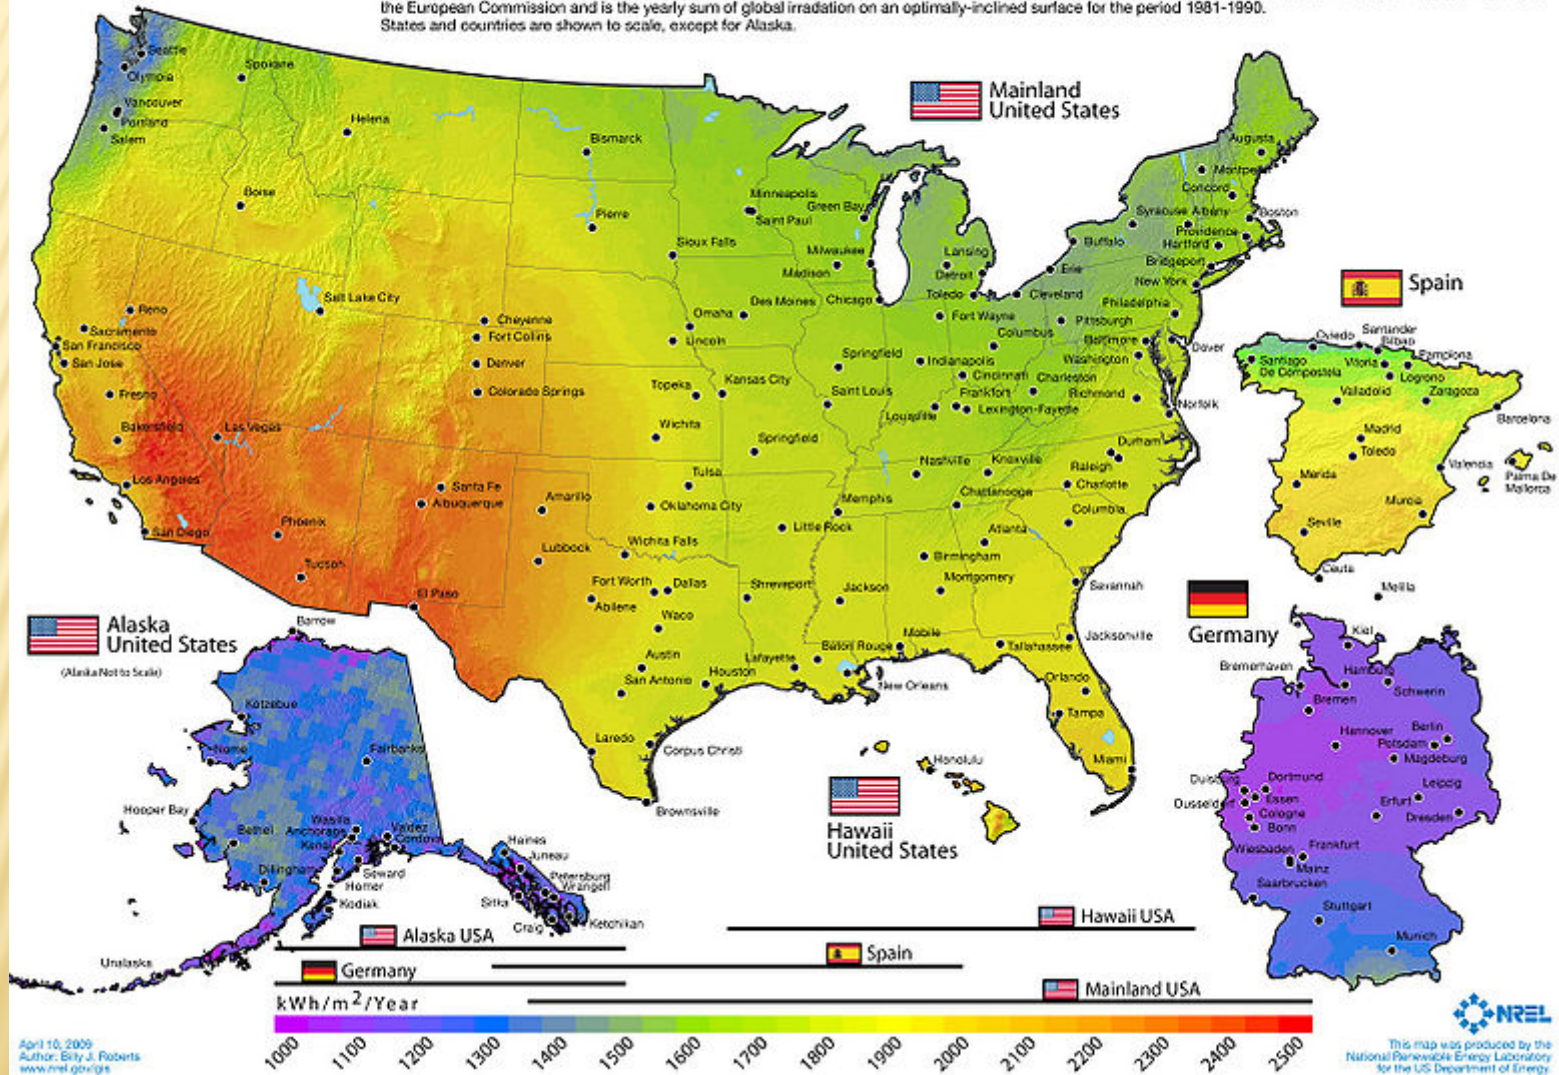 the European Commission and is the yearly sum of global irradation on an optimally-inclined surface for the period 1981-1990.
States and countries are shown to scale, except for Alaska.
Mainland
United States
Seattle
Olympia
Spokane
Vancouver
Portland
Salem
Helena
Bismarck
Boise
Pierre
Minneapolis
Saint Paul
Green Bay
Sioux Falls
Milwaukee
Madison
Lansing
Detroit
Augusta
Montpe
Concord
Syracuse
Albany
Boston
Buffalo
Providence
Hartford
Bridgeport
Erie
New York
Reno
Salt Lake City
Cheyenne
Fort Collins
Omaha
Des Moines
Chicago
Toledo
Cleveland
Philadelphia
Sacramento
San Francisco
San Jose
Lincoln
Fort Wayne
Columbus
Pittsburgh
Baltimore
Dover
Denver
Springfield
Indianapolis
Washington
Fresno
Colorado Springs
Topeka
Kansas City
Saint Louis
Cincinnati
Charleston
Frankfort
Richmond
Louisville
Lexington-Fayette
Norfolk
Bakersfield
Las Vegas
Wichita
Springfield
Durham
Los Angeles
Santa Fe
Albuquerque
Amarillo
Tulsa
Oklahoma City
Nashville
Knoxville
Raleigh
Memphis
Chattanooga
Charlotte
San Diego
Phoenix
Little Rock
Columbia
Atlanta
Tucson
Lubbock
Wichita Falls
Birmingham
El Paso
Fort Worth
Dallas
Abilene
Shreveport
Jackson
Montgomery
Savannah
Waco
Austin
Mobile
Baton Rouge
Lafayette
Tallahassee
Jacksonville
San Antonio
Houston
New Orleans
Orlando
Tampa
Laredo
Corpus Christi
Miami
Brownsville
Spain
Oviedo
Santander
Bilbao
Santiago
De Compostela
Vitoria
Pamplona
Logrono
Valladolid
Zaragoza
Barcelona
Madrid
Toledo
Merida
Valencia
Palma De
Mallorca
Murcia
Seville
Ceuta
Melilla
Germany
Kiel
Bremerhaven
Hamburg
Schwerin
Bremen
Hannover
Berlin
Potsdam
Magdeburg
Duisburg
Dortmund
Essen
Leipzig
Dusseldorf
Cologne
Erfurt
Dresden
Bonn
Wiesbaden
Frankfurt
Mainz
Saarbrucken
Stuttgart
Munich
Alaska
United States
(Alaska Not to Scale)
Barrow
Kotzebue
Nome
Fairbanks
Hooper Bay
Bethel
Wasilla
Anchorage
Kenai
Valdez
Cordova
Dillingham
Seward
Homer
Kodiak
Unalaska
Haines
Juneau
Petersburg
Wrangell
Sitka
Craig
Ketchikan
Honolulu
Hawaii
United States
Hawaii USA
Alaska USA
Spain
Germany
Mainland USA
kWh/m2/Year
1000 1100 1200 1300 1400 1500 1600 1700 1800 1900 2000 2100 2200 2300 2400 2500
April 10, 2009
Author: Billy J. Roberts
www.nrel.gov/gis
NREL
This map was produced by the
National Renewable Energy Laboratory
for the US Department of Energy.